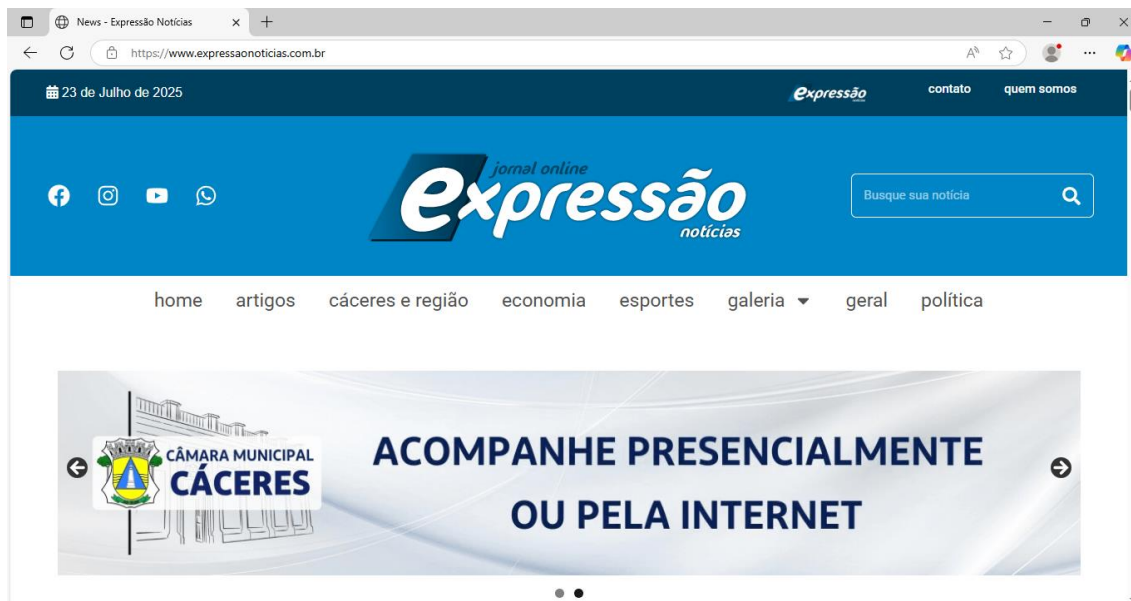 News - Expressão Notícias
https://www.expressaonoticias.com.br
23 de Julho de 2025
expressão
contato
quem somos
jornal online
expressão
notícias
Busque sua notícia
home artigos cáceres e região economia esportes galeria geral política
CÂMARA MUNICIPAL
CÁCERES
ACOMPANHE PRESENCIALMENTE
OU PELA INTERNET